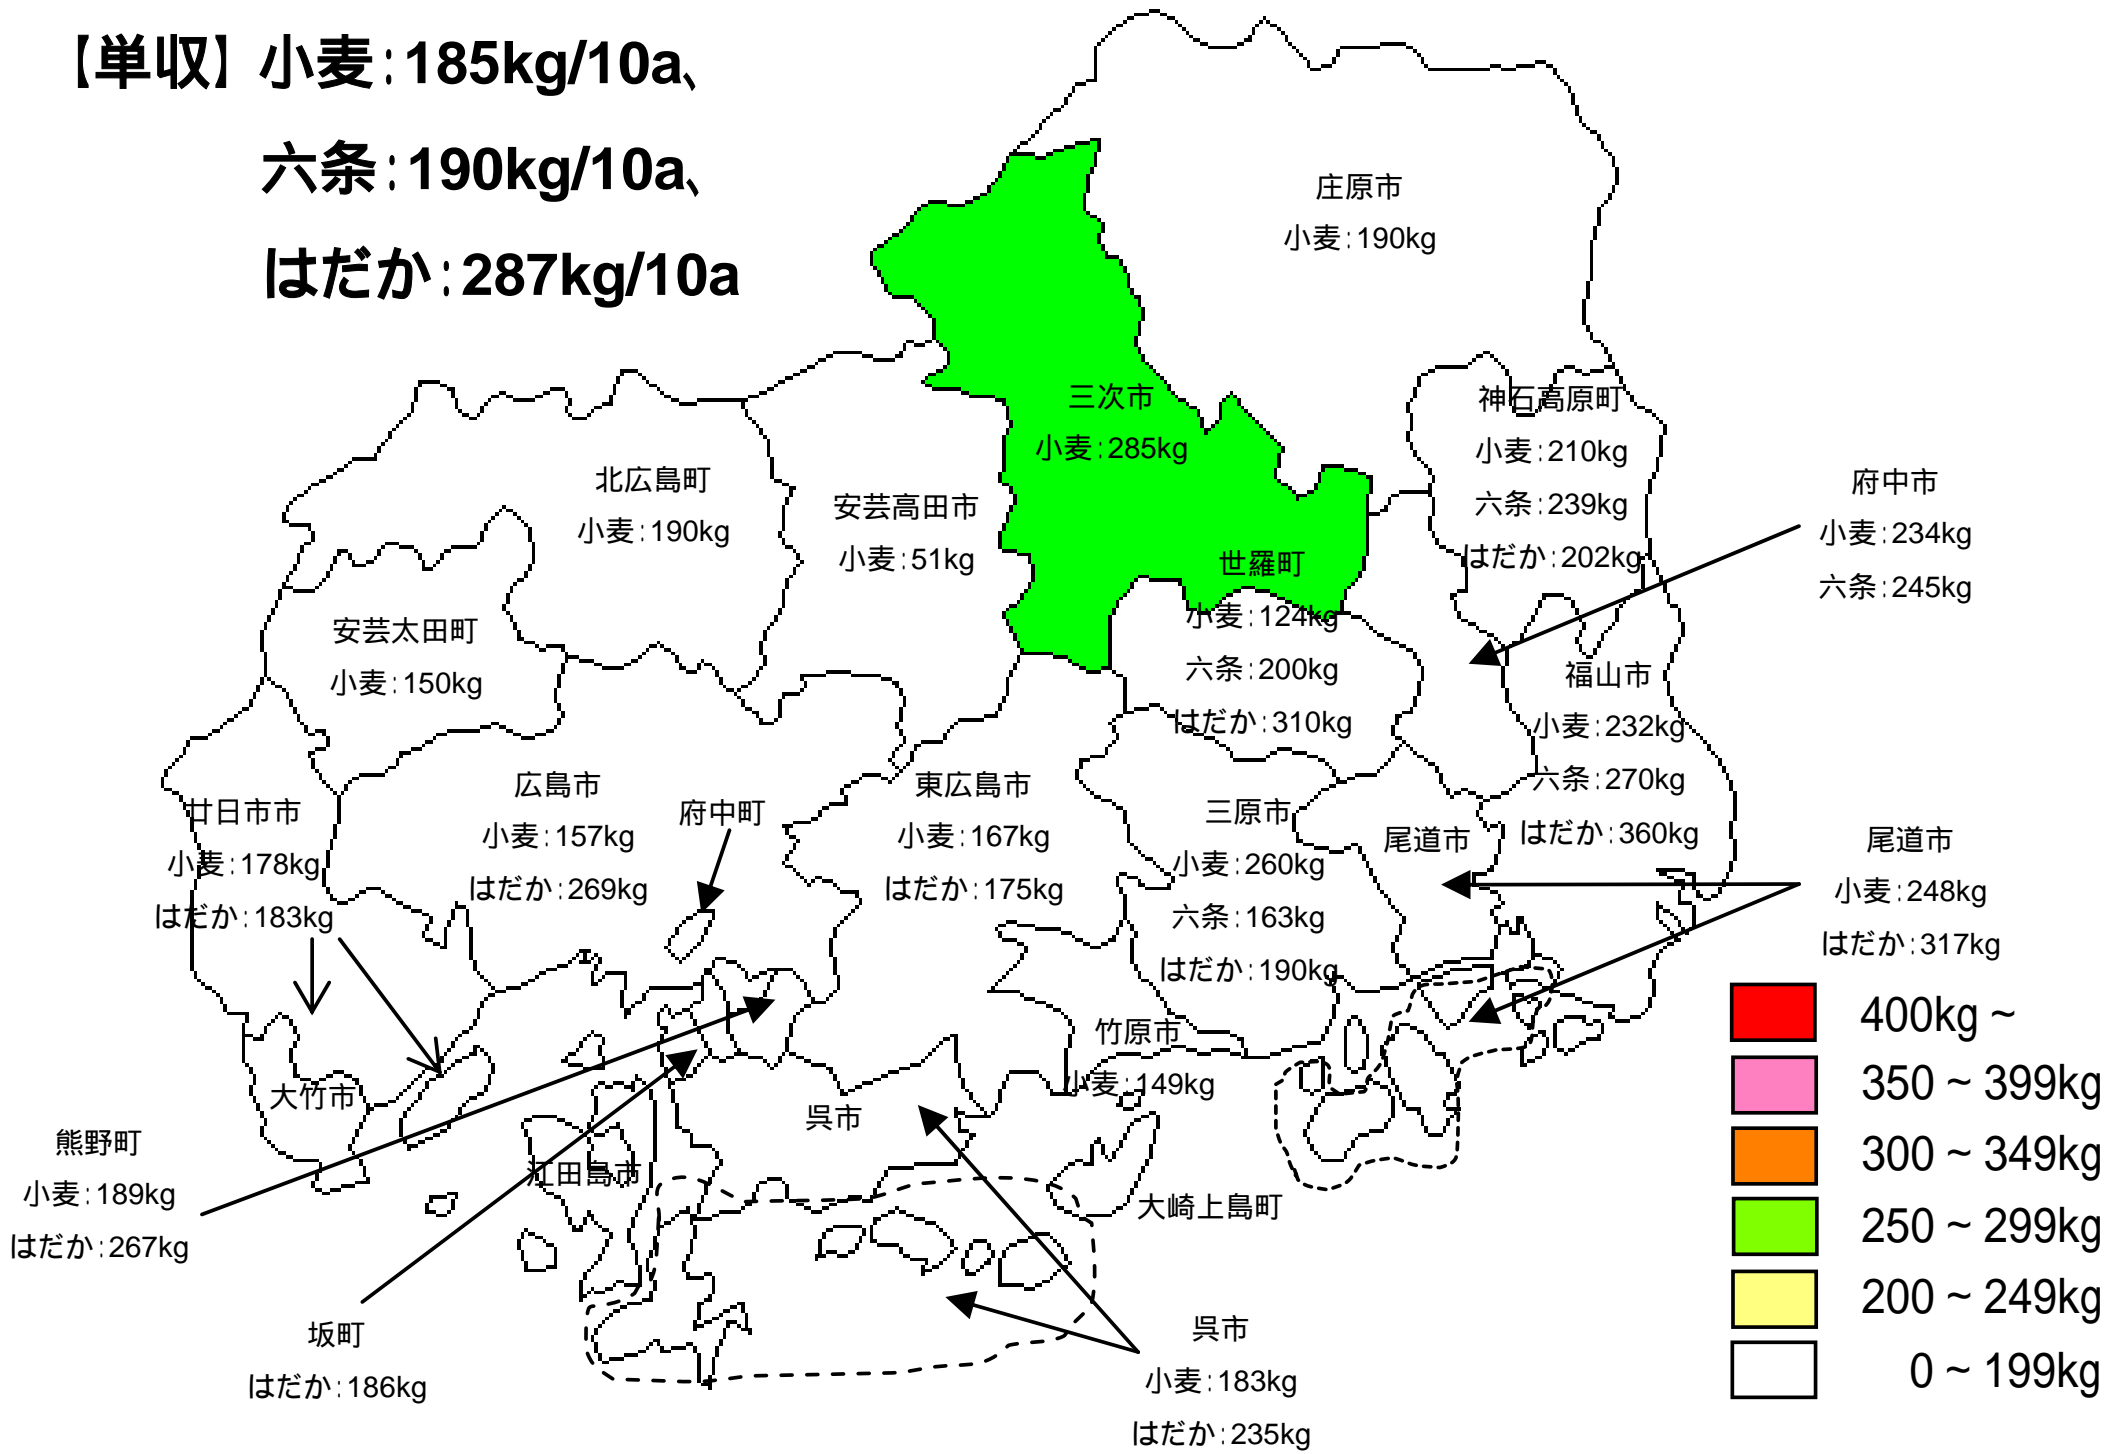 【単収】小麦:185kg/10a、
六条:190kg/10a、
はだか:287kg/10a
庄原市
小麦:190kg
三次市
小麦:285kg
神石高原町
小麦:210kg
六条:239kg
はだか:202kg
府中市
小麦:234kg
六条:245kg
北広島町
小麦:190kg
安芸高田市
小麦:51kg
世羅町
小麦:124kg
六条:200kg
はだか:310kg
安芸太田町
小麦:150kg
福山市
小麦:232kg
六条:270kg
はだか:360kg
廿日市市
小麦:178kg
はだか:183kg
広島市
小麦:157kg
はだか:269kg
府中町
東広島市
小麦:167kg
はだか:175kg
三原市
小麦:260kg
六条:163kg
はだか:190kg
尾道市
尾道市
小麦:248kg
はだか:317kg
竹原市
小麦:149kg
大竹市
呉市
熊野町
小麦:189kg
はだか:267kg
江田島市
大崎上島町
坂町
はだか:186kg
呉市
小麦:183kg
はだか:235kg
400kg ~
350 ~ 399kg
300 ~ 349kg
250 ~ 299kg
200 ~ 249kg
0 ~ 199kg